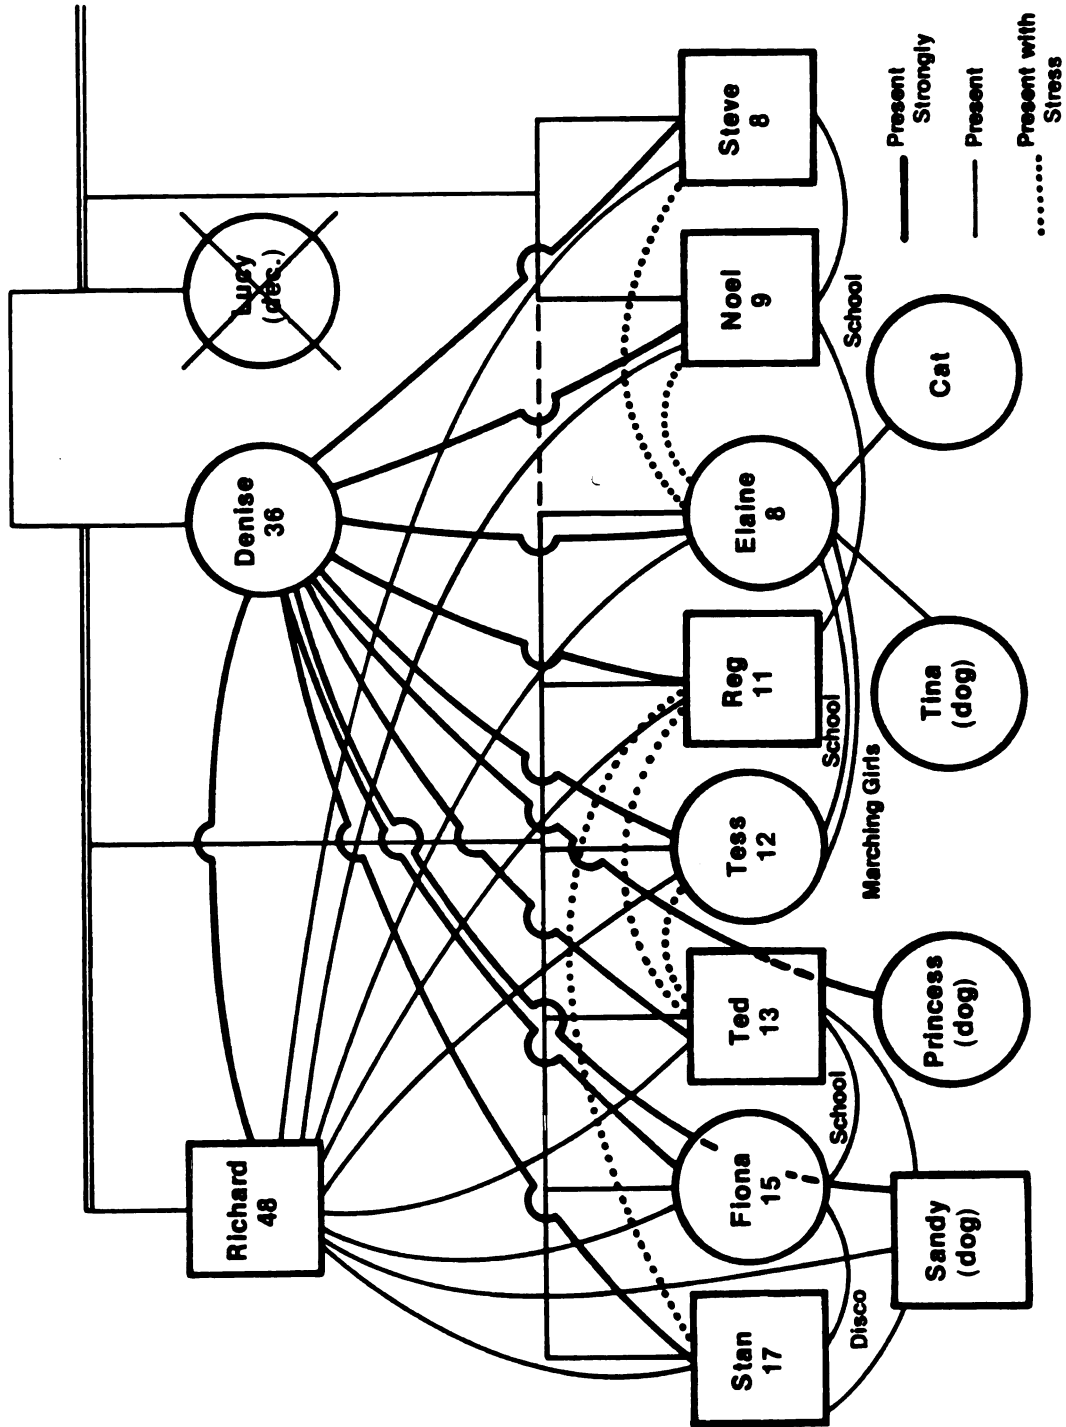 Richard
48
Denise
36
Lucy
(dec.)
Stan
17
Fiona
15
Ted
13
Tess
12
Reg
11
Elaine
8
Noel
9
Steve
8
Disco
School
School
School
Marching Girls
Sandy
(dog)
Princess
(dog)
Tina
(dog)
Cat
Present
Strongly
Present
Present with
Stress